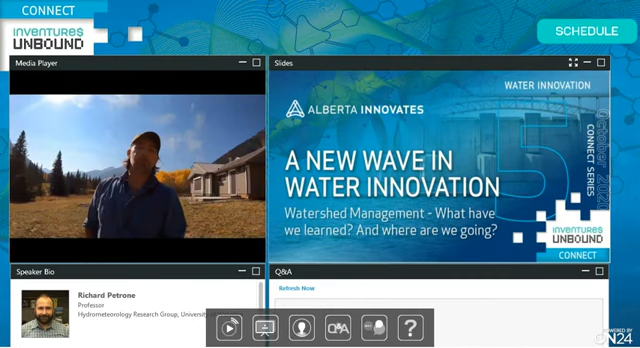 CONNECT
INVENTURES
UNBOUND
SCHEDULE
Media Player
Slides
WATER INNOVATION
ALBERTA INNOVATES
A NEW WAVE IN
WATER INNOVATION
Watershed Management - What have
we learned? And where are we going?
5
CONNECT SERIES
INVENTURES
UNBOUND
CONNECT
Speaker Bio
Q&A
Richard Petrone
Professor
Hydrometeorology Research Group, University
Refresh Now
Q&A
?
POWERED BY
ON24